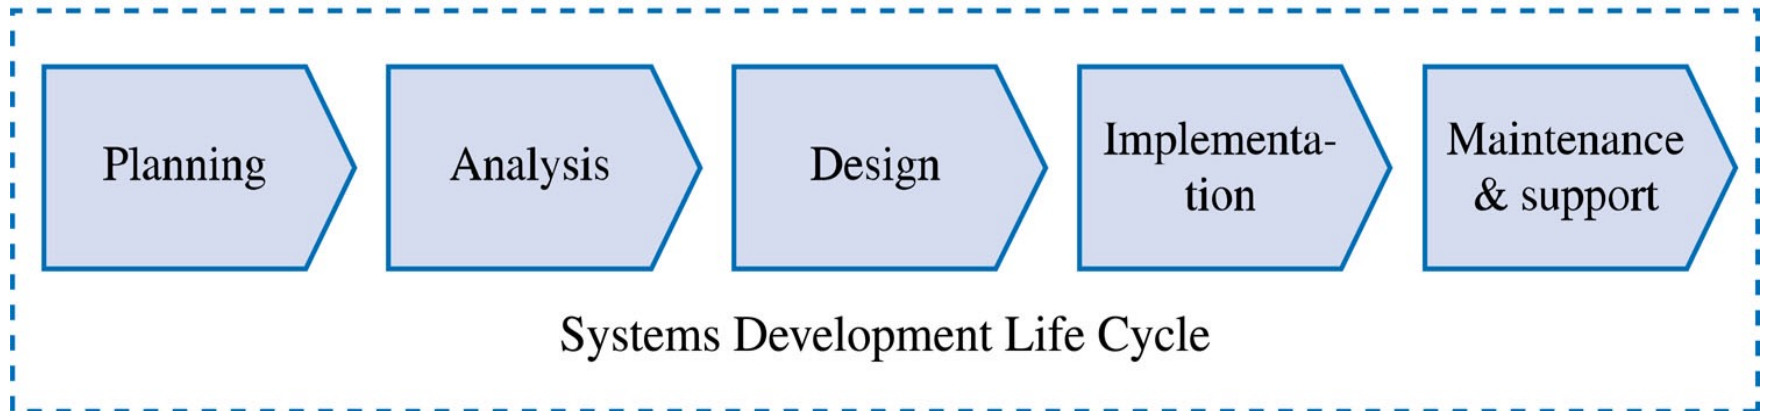 Planning
Analysis
Design
Implementa-
tion
Maintenance
& support
Systems Development Life Cycle